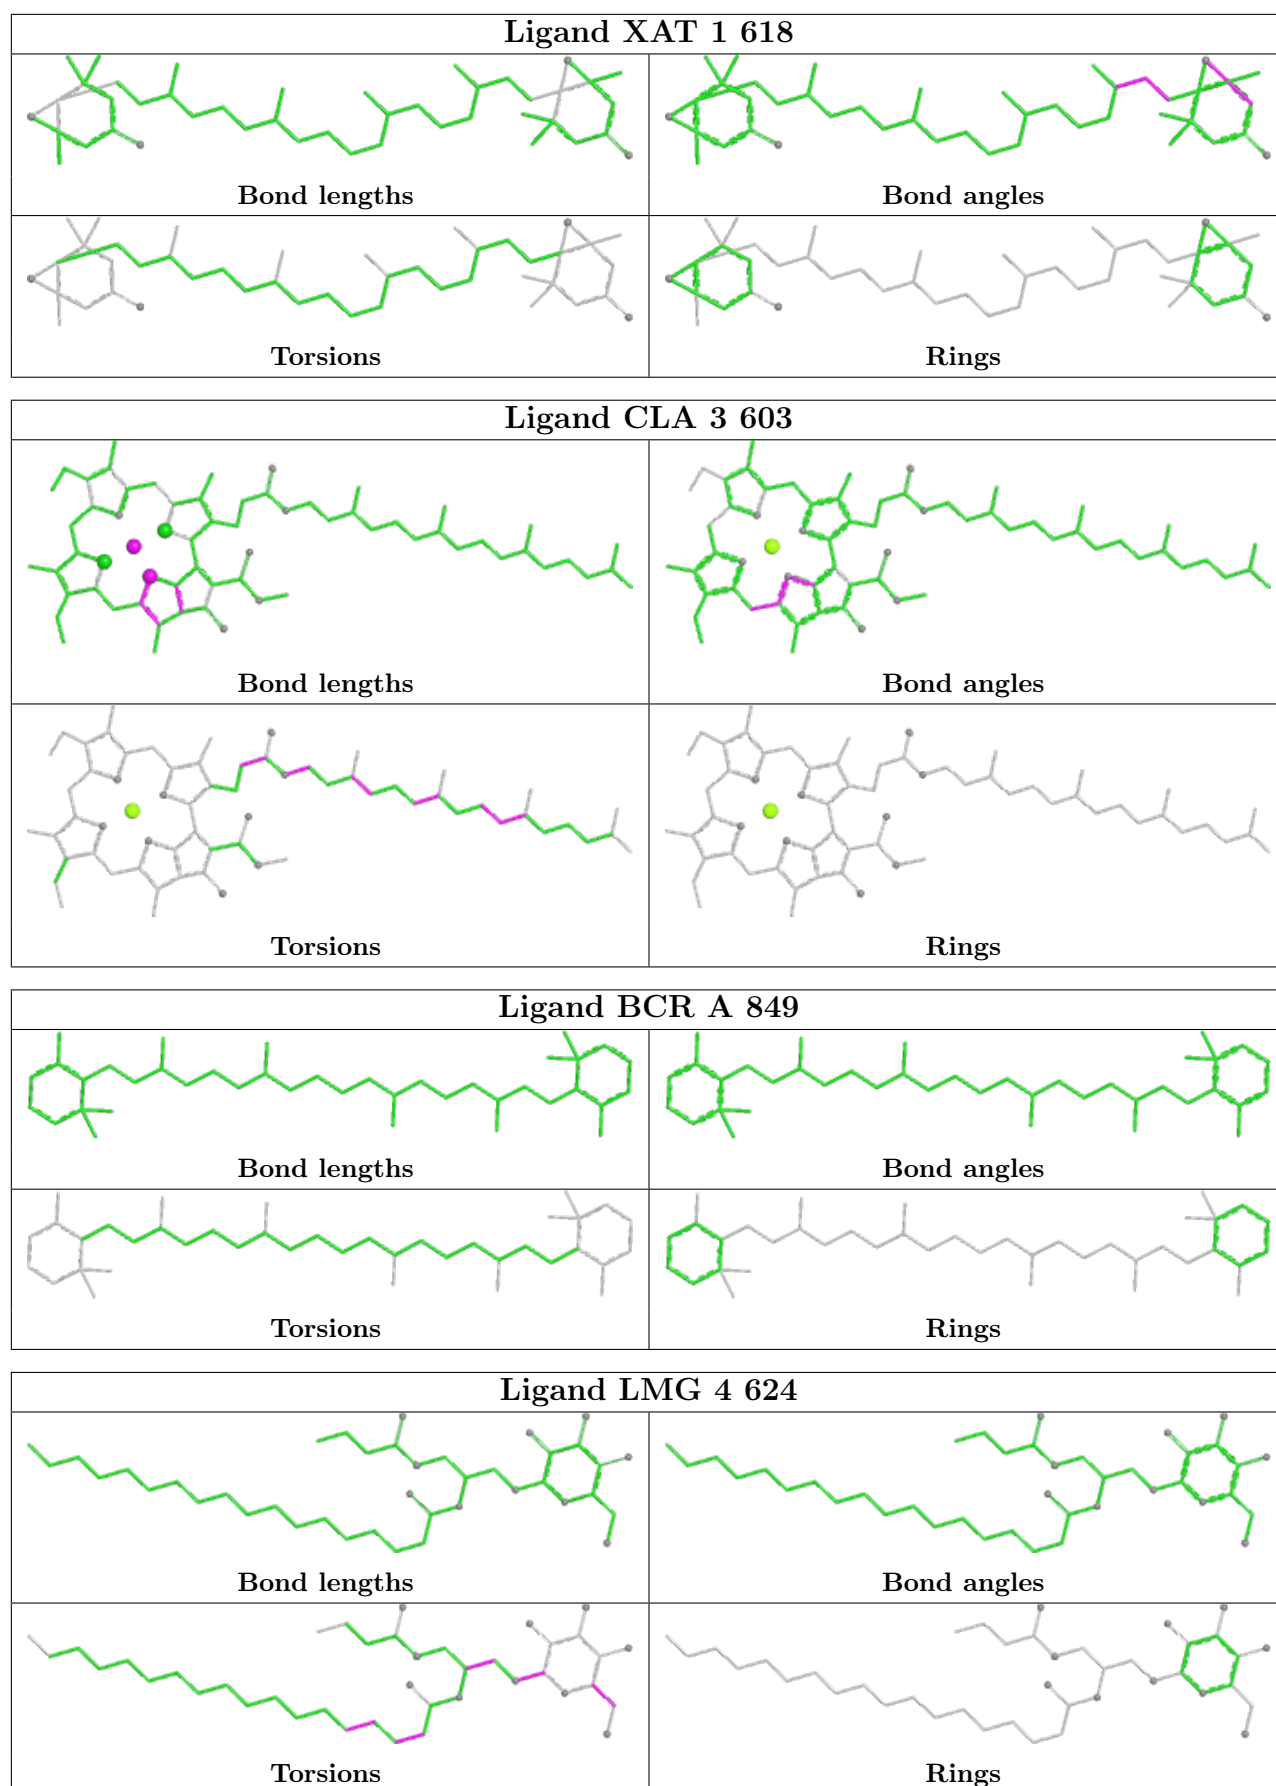 Ligand XAT 1 618
Bond lengths
Bond angles
Torsions
Rings
Ligand CLA 3 603
Bond lengths
Bond angles
Torsions
Rings
Ligand BCR A 849
Bond lengths
Bond angles
Torsions
Rings
Ligand LMG 4 624
Bond lengths
Bond angles
Torsions
Rings